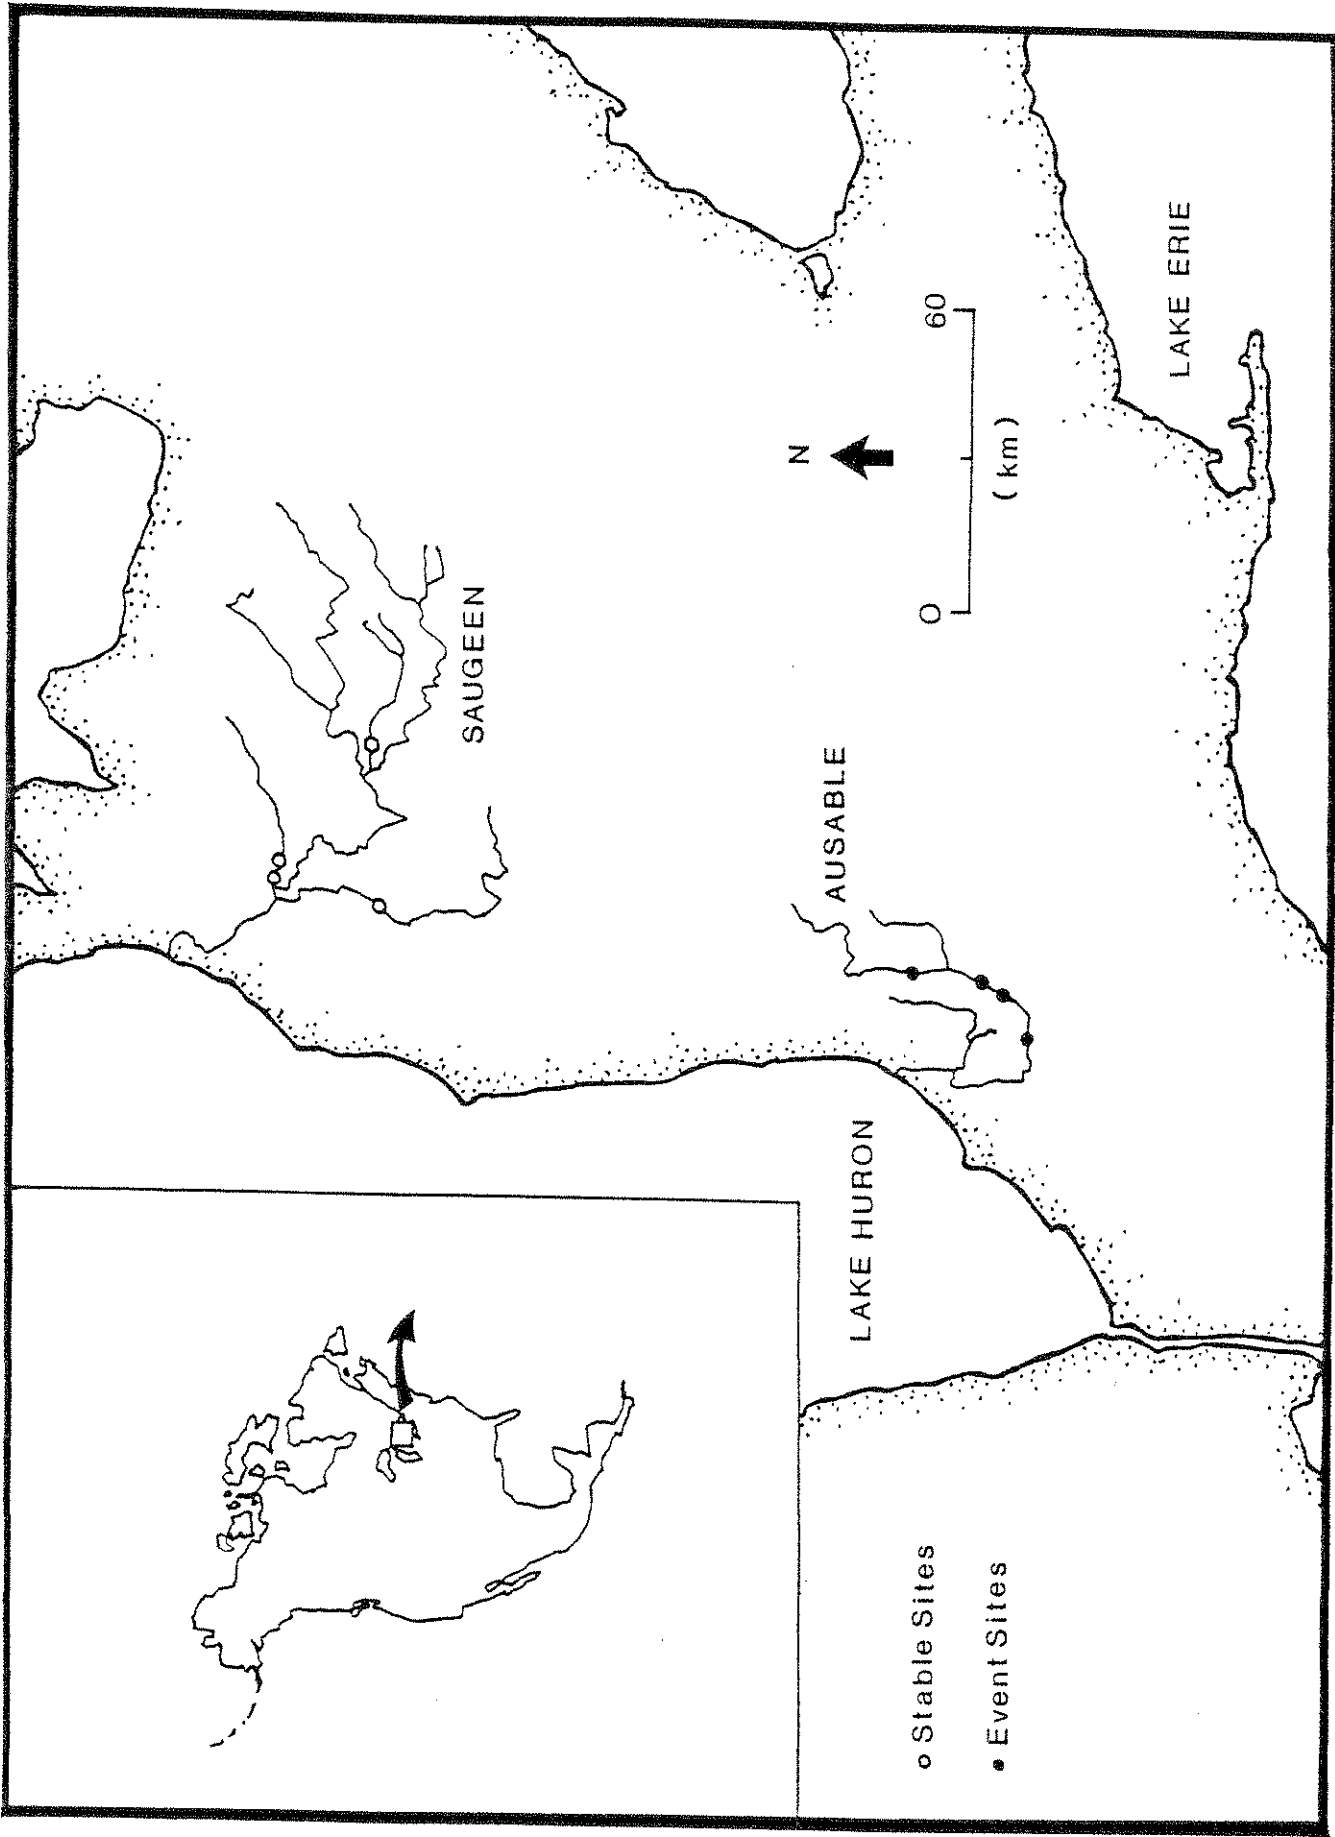 SAUGEEN
AUSABLE
LAKE HURON
LAKE ERIE
N
0 60
( km )
Stable Sites
Event Sites